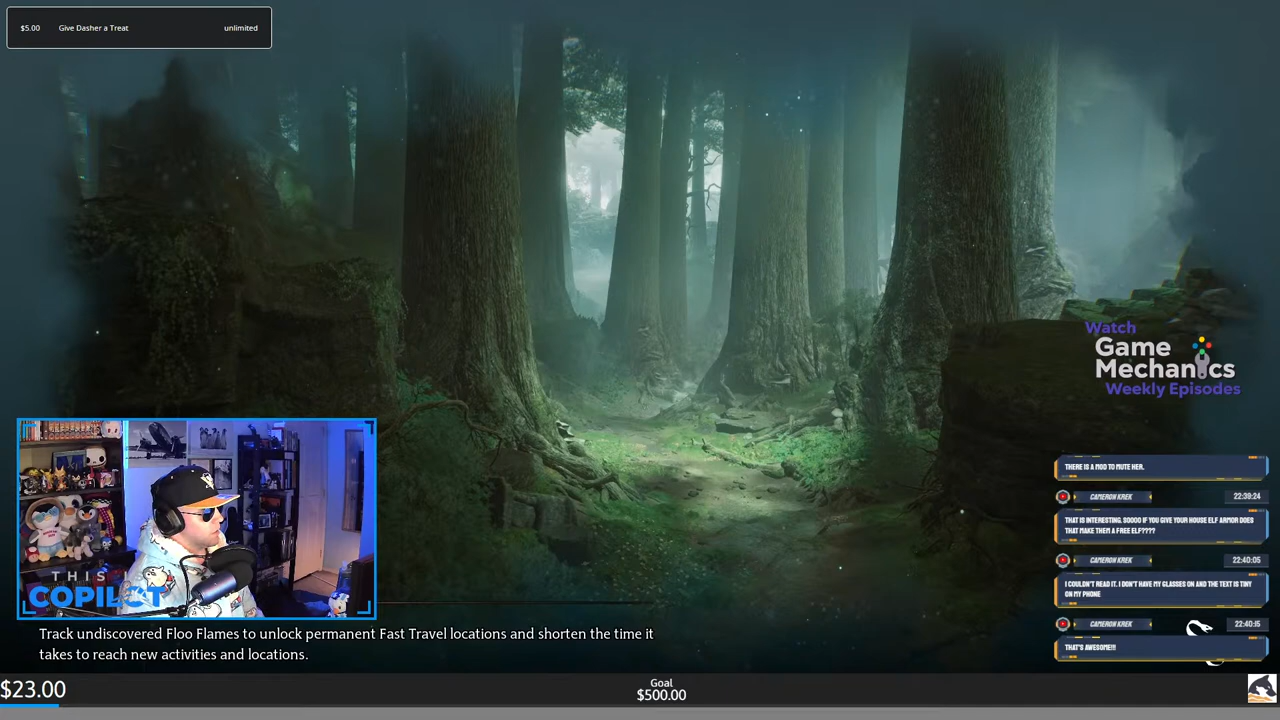 $5.00 Give Dasher a Treat unlimited
Watch
Game
Mechanics
Weekly Episodes
THERE IS A MOD TO MUTE HER.
CAMERON KREK 22:39:24
THAT IS INTERESTING. SOOOO IF YOU GIVE YOUR HOUSE ELF ARMOR DOES
THAT MAKE THEM A FREE ELF????
CAMERON KREK 22:40:05
I COULDN'T READ IT. I DON'T HAVE MY GLASSES ON AND THE TEXT IS TINY
ON MY PHONE
CAMERON KREK 22:40:15
THAT'S AWESOME!!!
THIS IS
COPILOT
Track undiscovered Floo Flames to unlock permanent Fast Travel locations and shorten the time it
takes to reach new activities and locations.
$23.00
Goal
$500.00